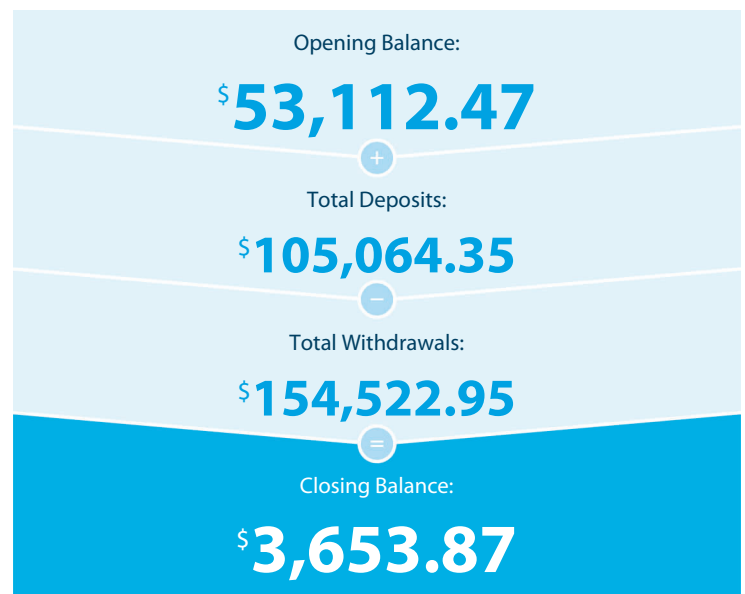 Opening Balance:
$53,112.47
+
Total Deposits:
$105,064.35
−
Total Withdrawals:
$154,522.95
=
Closing Balance:
$3,653.87